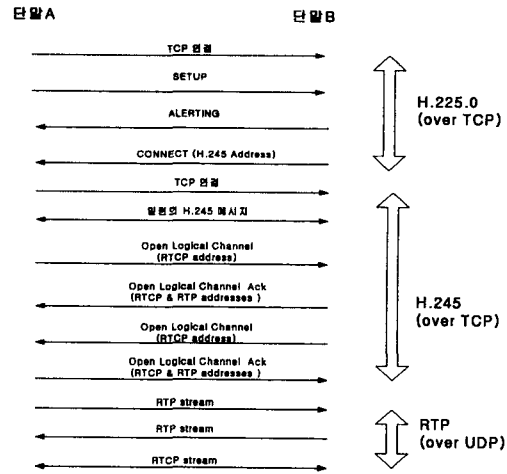 단말A
단말B
TCP 연결
SETUP
ALERTING
CONNECT (H.245 Address)
TCP 연결
일련의 H.245 메시지
Open Logical Channel
(RTCP address)
Open Logical Channel Ack
(RTCP & RTP addresses )
Open Logical Channel
(RTCP address)
Open Logical Channel Ack
(RTCP & RTP addresses )
RTP stream
RTP stream
RTCP stream
H.225.0
(over TCP)
H.245
(over TCP)
RTP
(over UDP)